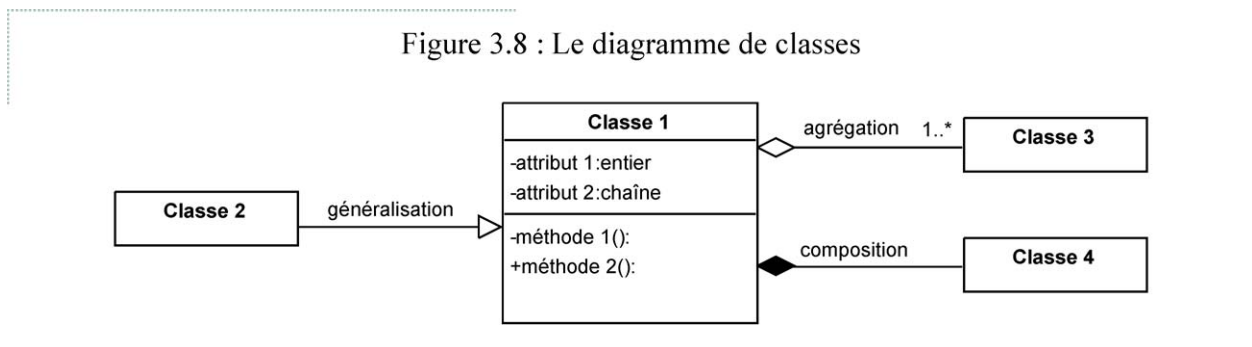 Figure 3.8 : Le diagramme de classes
Classe 1
-attribut 1:entier
-attribut 2:chaîne
-méthode 1():
+méthode 2():
Classe 2
généralisation
agrégation 1..*
Classe 3
composition
Classe 4